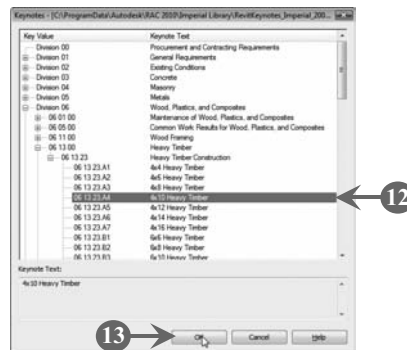 Keynotes - [C:\ProgramData\Autodesk\RAC 2010\Imperial Library\RevitKeynotes_Imperial_200...
Key Value Keynote Text
Division 00 Procurement and Contracting Requirements
Division 01 General Requirements
Division 02 Existing Conditions
Division 03 Concrete
Division 04 Masonry
Division 05 Metals
Division 06 Wood, Plastics, and Composites
06 01 00 Maintenance of Wood, Plastics, and Composites
06 05 00 Common Work Results for Wood, Plastics, and Composites
06 11 00 Wood Framing
06 13 00 Heavy Timber
06 13 23 Heavy Timber Construction
06 13 23.A1 4x4 Heavy Timber
06 13 23.A2 4x6 Heavy Timber
06 13 23.A3 4x8 Heavy Timber
06 13 23.A4 4x10 Heavy Timber
12
06 13 23.A5 4x12 Heavy Timber
06 13 23.A6 4x14 Heavy Timber
06 13 23.A7 4x16 Heavy Timber
06 13 23.B1 6x6 Heavy Timber
06 13 23.B2 6x8 Heavy Timber
06 13 23.B3 6x10 Heavy Timber
Keynote Text:
4x10 Heavy Timber
13
OK Cancel Help